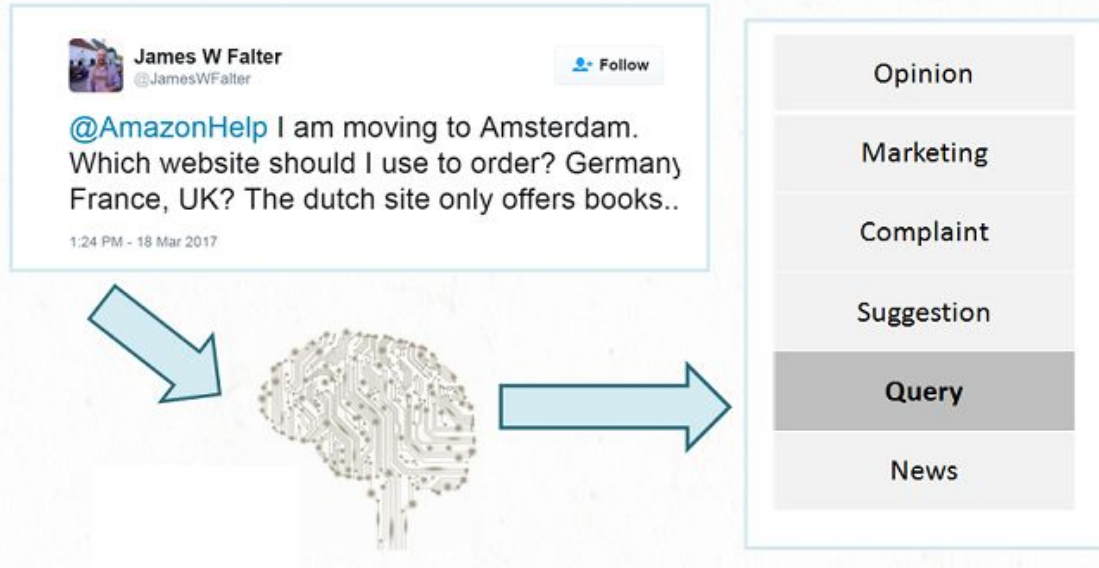 James W Falter
@JamesWFalter
Follow
@AmazonHelp I am moving to Amsterdam.
Which website should I use to order? Germany
France, UK? The dutch site only offers books..
1:24 PM - 18 Mar 2017
Opinion
Marketing
Complaint
Suggestion
Query
News